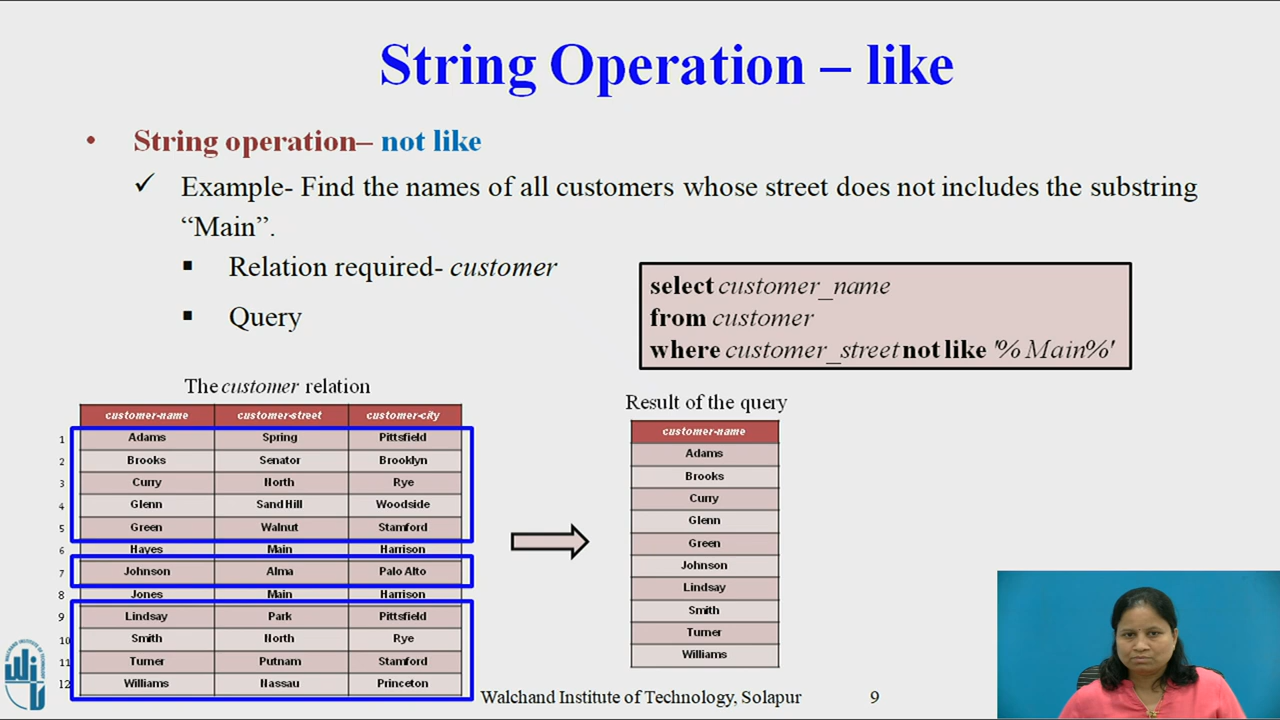 String Operation – like
• String operation– not like
✓ Example- Find the names of all customers whose street does not includes the substring
“Main”.
▪ Relation required- customer
▪ Query
select customer_name
from customer
where customer_street not like '% Main%'
The customer relation
customer-name customer-street customer-city
1 Adams Spring Pittsfield
2 Brooks Senator Brooklyn
3 Curry North Rye
4 Glenn Sand Hill Woodside
5 Green Walnut Stamford
6 Hayes Main Harrison
7 Johnson Alma Palo Alto
8 Jones Main Harrison
9 Lindsay Park Pittsfield
10 Smith North Rye
11 Turner Putnam Stamford
12 Williams Nassau Princeton
Result of the query
customer-name
Adams
Brooks
Curry
Glenn
Green
Johnson
Lindsay
Smith
Turner
Williams
Walchand Institute of Technology, Solapur 9